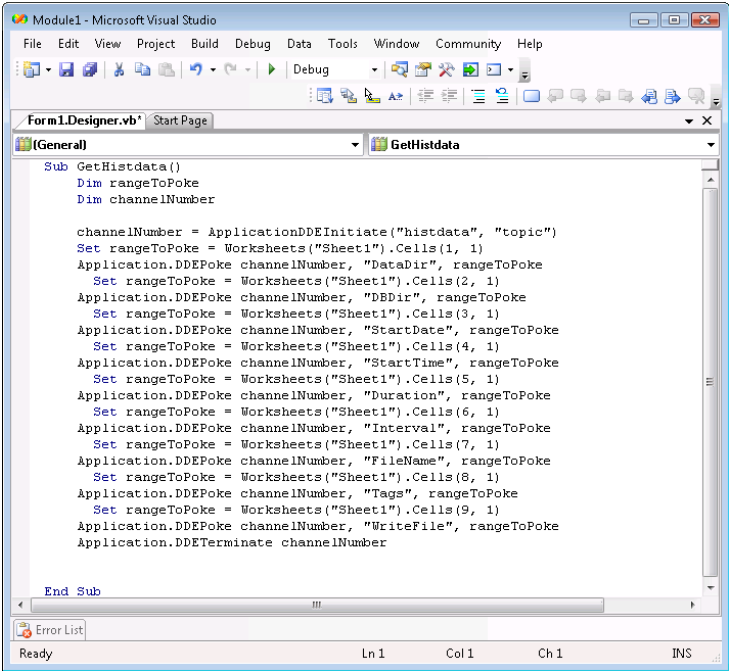 Module1 - Microsoft Visual Studio
File Edit View Project Build Debug Data Tools Window Community Help
Debug
Form1.Designer.vb* Start Page
(General) GetHistdata
Sub GetHistdata()
Dim rangeToPoke
Dim channelNumber
channelNumber = ApplicationDDEInitiate("histdata", "topic")
Set rangeToPoke = Worksheets("Sheet1").Cells(1, 1)
Application.DDEPoke channelNumber, "DataDir", rangeToPoke
Set rangeToPoke = Worksheets("Sheet1").Cells(2, 1)
Application.DDEPoke channelNumber, "DBDir", rangeToPoke
Set rangeToPoke = Worksheets("Sheet1").Cells(3, 1)
Application.DDEPoke channelNumber, "StartDate", rangeToPoke
Set rangeToPoke = Worksheets("Sheet1").Cells(4, 1)
Application.DDEPoke channelNumber, "StartTime", rangeToPoke
Set rangeToPoke = Worksheets("Sheet1").Cells(5, 1)
Application.DDEPoke channelNumber, "Duration", rangeToPoke
Set rangeToPoke = Worksheets("Sheet1").Cells(6, 1)
Application.DDEPoke channelNumber, "Interval", rangeToPoke
Set rangeToPoke = Worksheets("Sheet1").Cells(7, 1)
Application.DDEPoke channelNumber, "FileName", rangeToPoke
Set rangeToPoke = Worksheets("Sheet1").Cells(8, 1)
Application.DDEPoke channelNumber, "Tags", rangeToPoke
Set rangeToPoke = Worksheets("Sheet1").Cells(9, 1)
Application.DDEPoke channelNumber, "WriteFile", rangeToPoke
Application.DDETerminate channelNumber
End Sub
Error List
Ready Ln 1 Col 1 Ch 1 INS